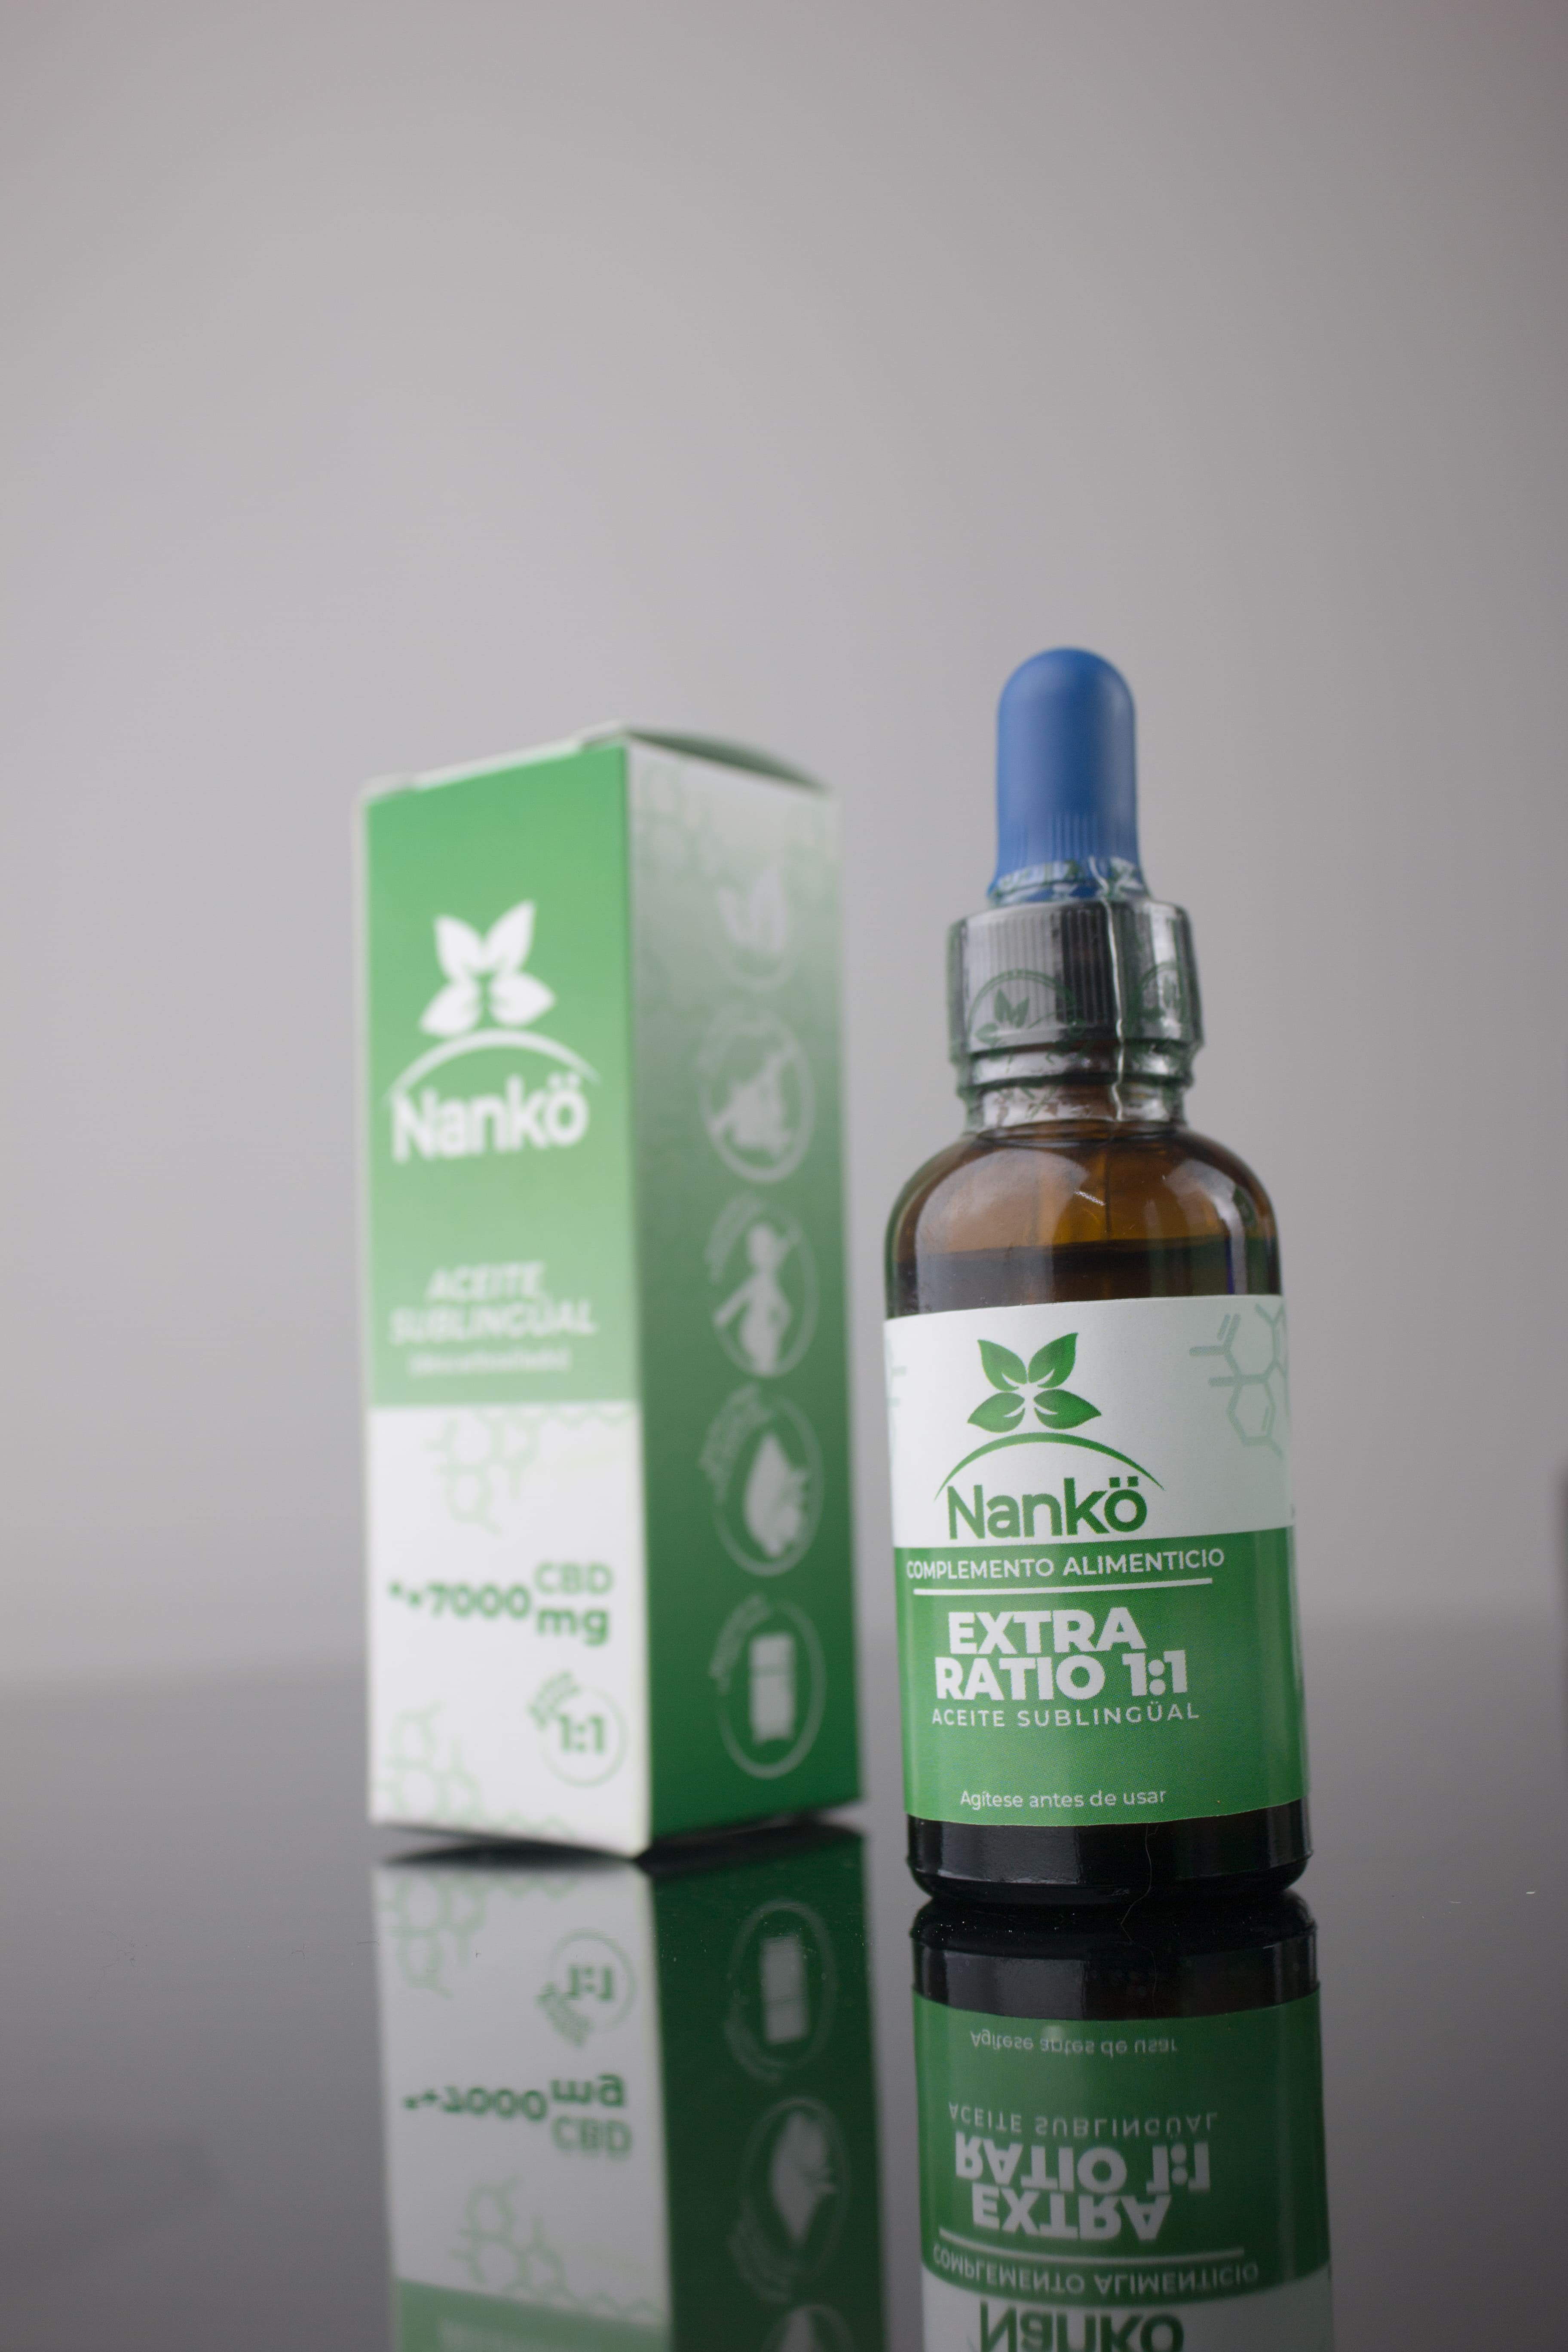 Nankö
ACEITE
SUBLINGÜAL
*+7000 CBD
mg
1:1
Nankö
COMPLEMENTO ALIMENTICIO
EXTRA
RATIO 1:1
ACEITE SUBLINGÜAL
Agítese antes de usar